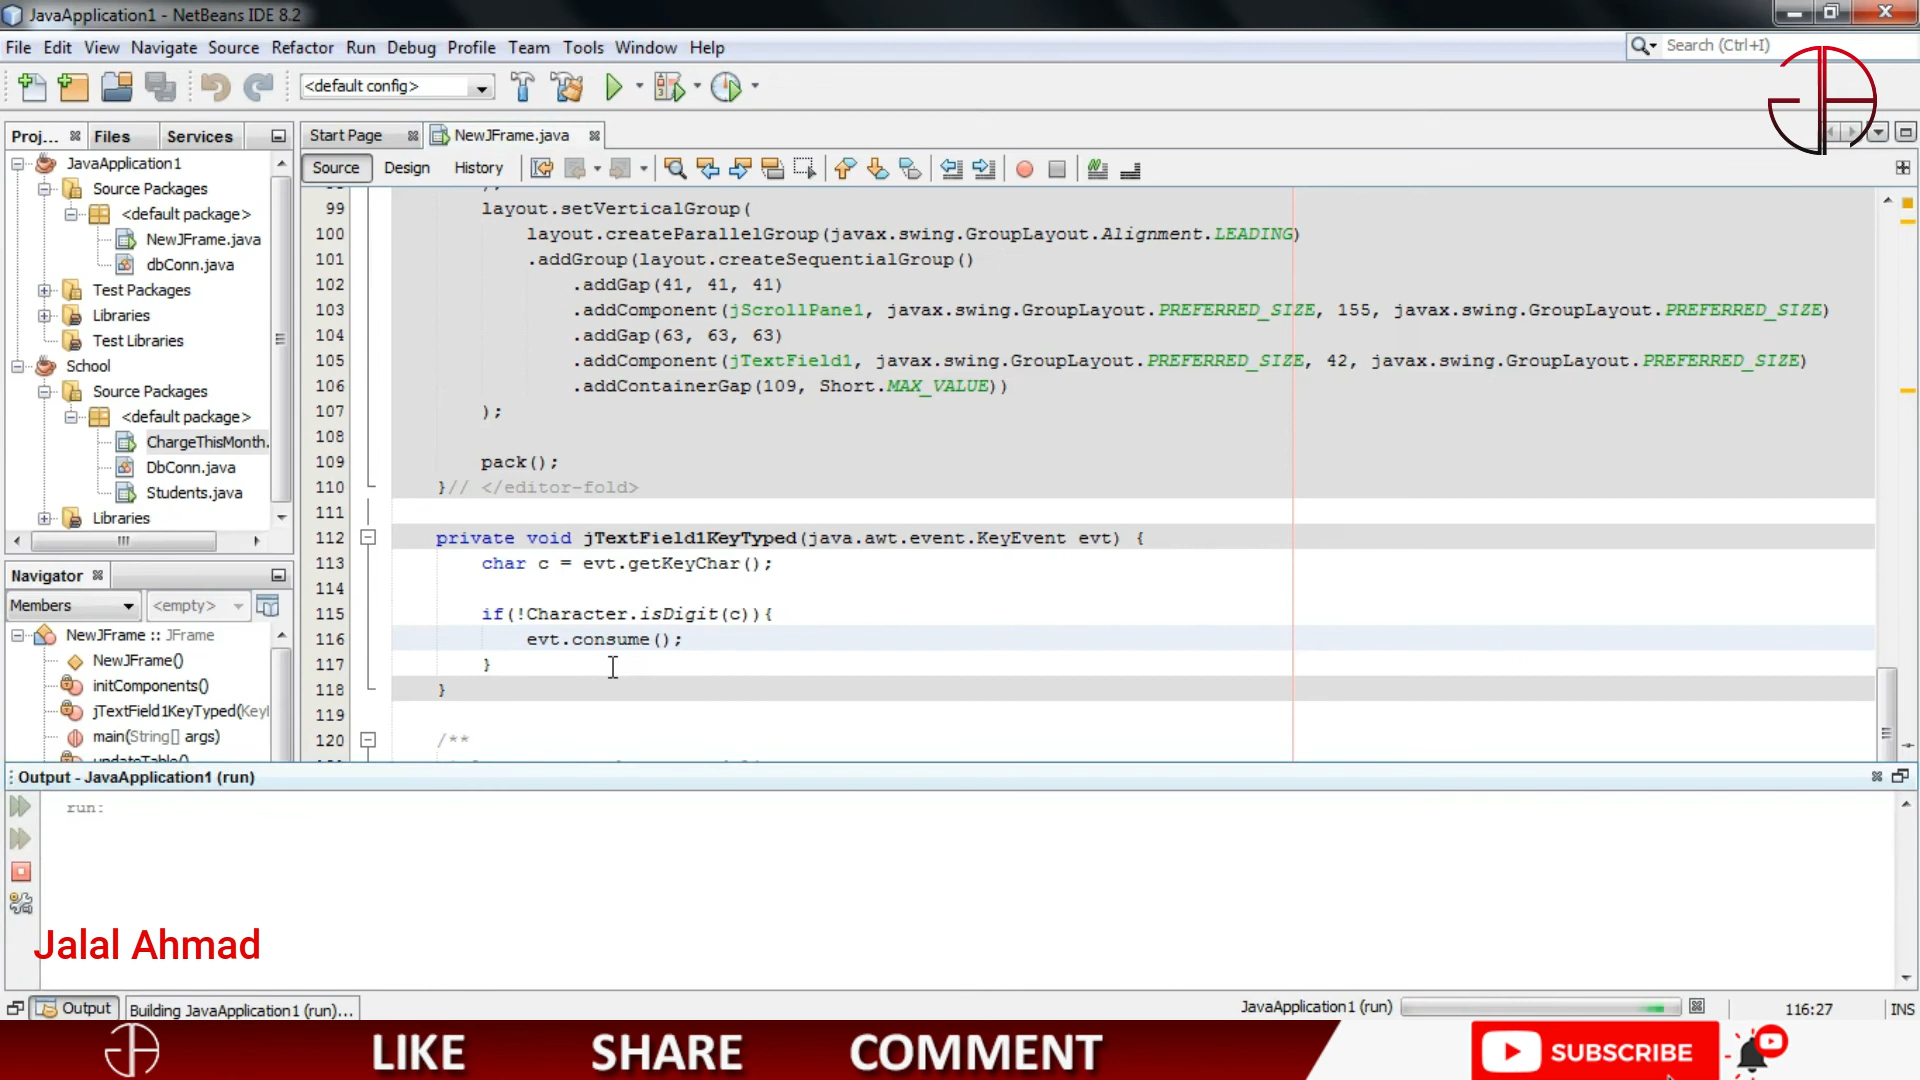 JavaApplication1 - NetBeans IDE 8.2
File Edit View Navigate Source Refactor Run Debug Profile Team Tools Window Help
Search (Ctrl+I)
<default config>
Proj... Files Services
Start Page NewJFrame.java
Source Design History
JavaApplication1
Source Packages
<default package>
NewJFrame.java
dbConn.java
Test Packages
Libraries
Test Libraries
School
Source Packages
<default package>
ChargeThisMonth.
DbConn.java
Students.java
Libraries
Navigator
Members <empty>
NewJFrame :: JFrame
NewJFrame()
initComponents()
jTextField1KeyTyped(Key
main(String[] args)
99 layout.setVerticalGroup(
100 layout.createParallelGroup(javax.swing.GroupLayout.Alignment.LEADING)
101 .addGroup(layout.createSequentialGroup()
102 .addGap(41, 41, 41)
103 .addComponent(jScrollPane1, javax.swing.GroupLayout.PREFERRED_SIZE, 155, javax.swing.GroupLayout.PREFERRED_SIZE)
104 .addGap(63, 63, 63)
105 .addComponent(jTextField1, javax.swing.GroupLayout.PREFERRED_SIZE, 42, javax.swing.GroupLayout.PREFERRED_SIZE)
106 .addContainerGap(109, Short.MAX_VALUE))
107 );
108
109 pack();
110 }// </editor-fold>
111
112 private void jTextField1KeyTyped(java.awt.event.KeyEvent evt) {
113 char c = evt.getKeyChar();
114
115 if(!Character.isDigit(c)){
116 evt.consume();
117 }
118 }
119
120 /**
Output - JavaApplication1 (run)
run:
Jalal Ahmad
Output Building JavaApplication1 (run)... JavaApplication1 (run) 116:27 INS
LIKE SHARE COMMENT SUBSCRIBE